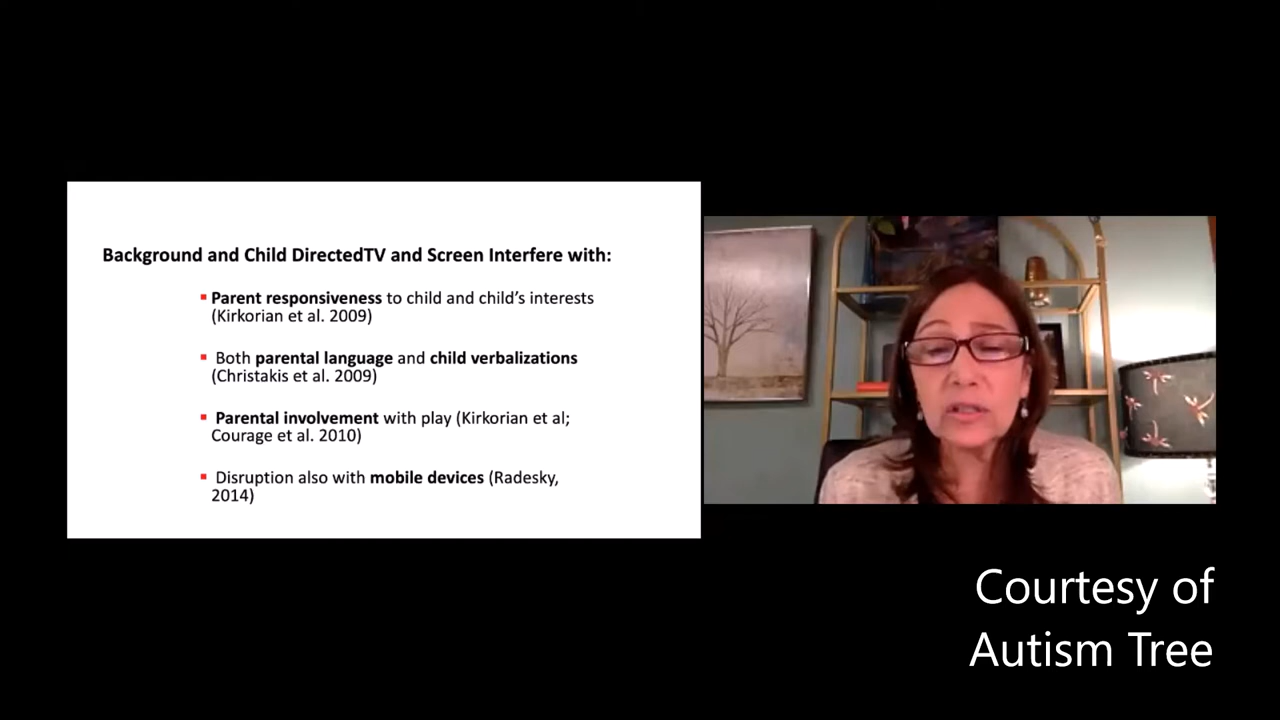 Background and Child DirectedTV and Screen Interfere with:
▪ Parent responsiveness to child and child’s interests
(Kirkorian et al. 2009)
▪ Both parental language and child verbalizations
(Christakis et al. 2009)
▪ Parental involvement with play (Kirkorian et al;
Courage et al. 2010)
▪ Disruption also with mobile devices (Radesky,
2014)
Courtesy of
Autism Tree